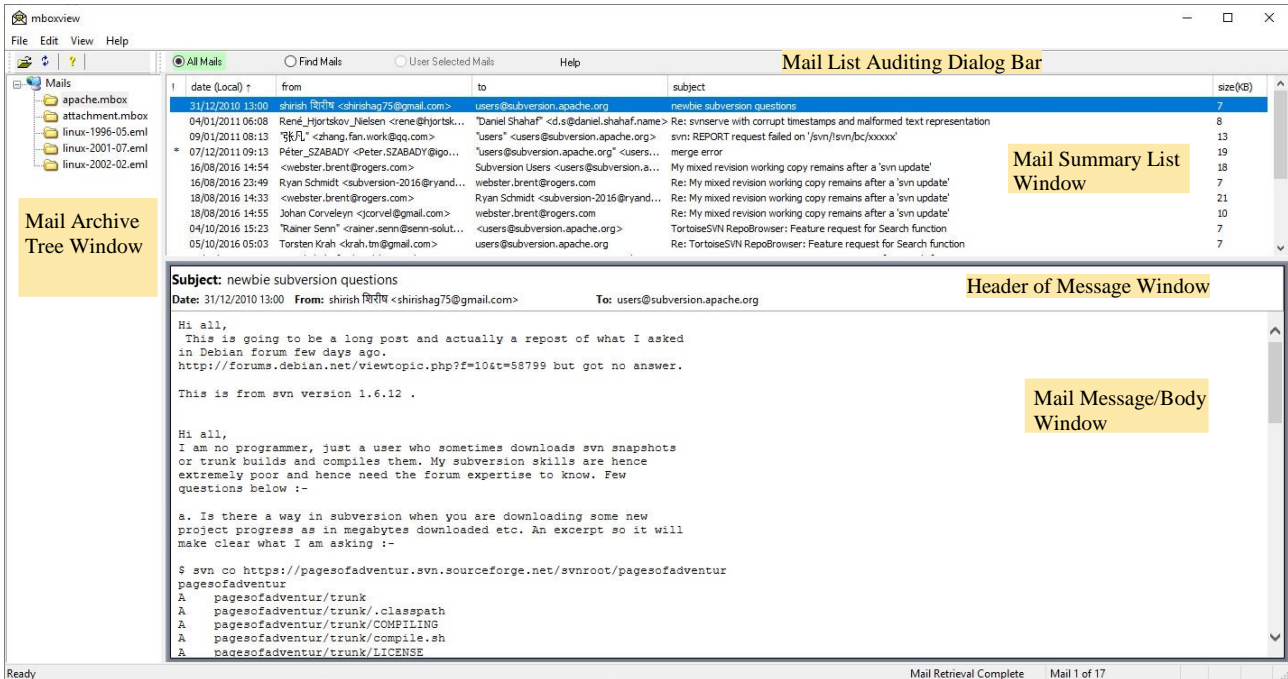 mboxview
File Edit View Help
All Mails Find Mails User Selected Mails Help
Mail List Auditing Dialog Bar
Mails
apache.mbox
attachment.mbox
linux-1996-05.eml
linux-2001-07.eml
linux-2002-02.eml
Mail Archive
Tree Window
! date (Local) ↑ from to subject size(KB)
31/12/2010 13:00 shirish शिरीष <shirishag75@gmail.com> users@subversion.apache.org newbie subversion questions 7
04/01/2011 06:08 René_Hjortskov_Nielsen <rene@hjortsk... "Daniel Shahaf" <d.s@daniel.shahaf.name> Re: svnserve with corrupt timestamps and malformed text representation 8
09/01/2011 08:13 <zhang.fan.work@qq.com> "users" <users@subversion.apache.org> svn: REPORT request failed on '/svn/!svn/bc/xxxxx' 13
* 07/12/2011 09:13 Péter_SZABADY <Peter.SZABADY@igo... "users@subversion.apache.org" <users... merge error 19
16/08/2016 14:54 <webster.brent@rogers.com> Subversion Users <users@subversion.a... My mixed revision working copy remains after a 'svn update' 18
16/08/2016 23:49 Ryan Schmidt <subversion-2016@ryand... webster.brent@rogers.com Re: My mixed revision working copy remains after a 'svn update' 7
18/08/2016 14:33 <webster.brent@rogers.com> Ryan Schmidt <subversion-2016@ryand... Re: My mixed revision working copy remains after a 'svn update' 21
18/08/2016 14:55 Johan Corveleyn <jcorvel@gmail.com> webster.brent@rogers.com Re: My mixed revision working copy remains after a 'svn update' 10
04/10/2016 15:23 "Rainer Senn" <rainer.senn@senn-solut... <users@subversion.apache.org> TortoiseSVN RepoBrowser: Feature request for Search function 7
05/10/2016 05:03 Torsten Krah <krah.tm@gmail.com> users@subversion.apache.org Re: TortoiseSVN RepoBrowser: Feature request for Search function 7
Mail Summary List
Window
Subject: newbie subversion questions
Date: 31/12/2010 13:00 From: shirish शिरीष <shirishag75@gmail.com> To: users@subversion.apache.org
Header of Message Window
Hi all,
This is going to be a long post and actually a repost of what I asked
in Debian forum few days ago.
http://forums.debian.net/viewtopic.php?f=10&t=58799 but got no answer.
This is from svn version 1.6.12 .
Mail Message/Body
Window
Hi all,
I am no programmer, just a user who sometimes downloads svn snapshots
or trunk builds and compiles them. My subversion skills are hence
extremely poor and hence need the forum expertise to know. Few
questions below :-
a. Is there a way in subversion when you are downloading some new
project progress as in megabytes downloaded etc. An excerpt so it will
make clear what I am asking :-
$ svn co https://pagesofadventur.svn.sourceforge.net/svnroot/pagesofadventur
pagesofadventur
A pagesofadventur/trunk
A pagesofadventur/trunk/.classpath
A pagesofadventur/trunk/COMPILING
A pagesofadventur/trunk/compile.sh
A pagesofadventur/trunk/LICENSE
Ready Mail Retrieval Complete Mail 1 of 17